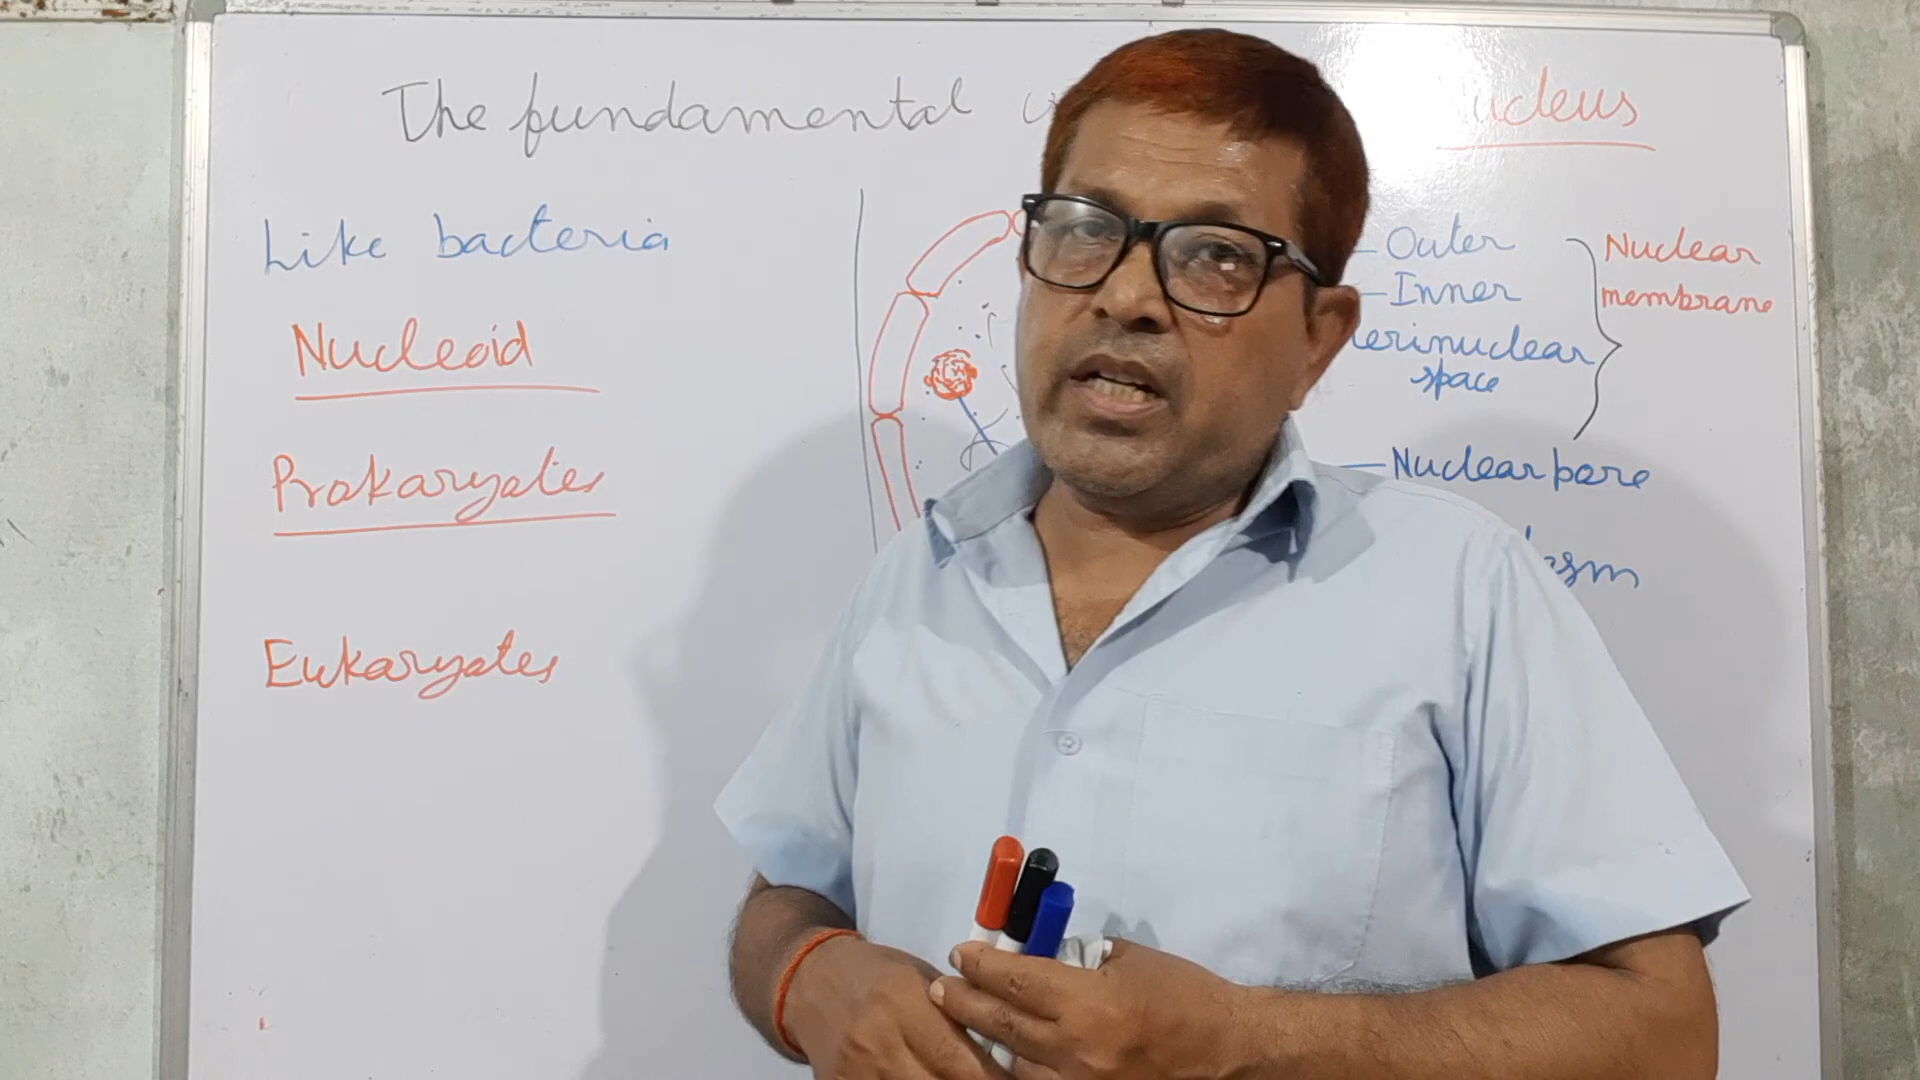 The fundamental
Like bacteria
Nucleoid
Prokaryotes
Eukaryotes
Outer
Inner
space
Nuclear
membrane
Nuclear pore